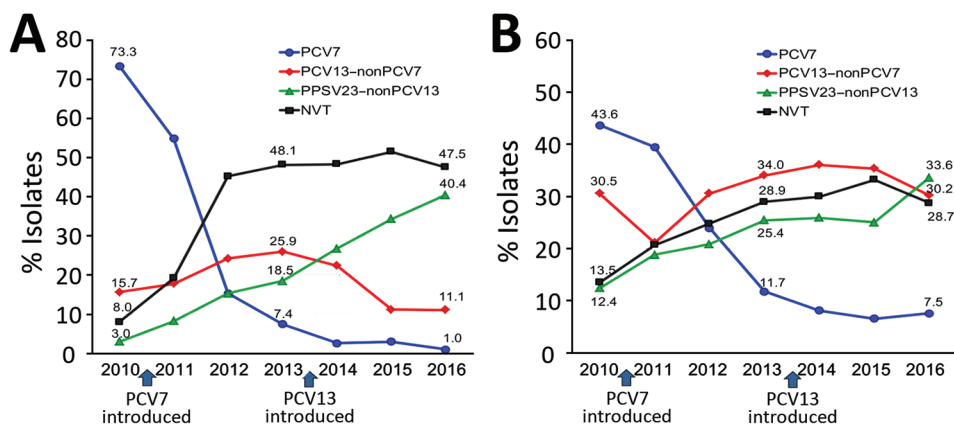 A
% Isolates
80
70
60
50
40
30
20
10
0
PCV7
PCV13–nonPCV7
PPSV23–nonPCV13
NVT
73.3
15.7
8.0
3.0
48.1
25.9
18.5
7.4
47.5
40.4
11.1
1.0
2010 2011 2012 2013 2014 2015 2016
PCV7
introduced
PCV13
introduced
B
% Isolates
60
50
40
30
20
10
0
PCV7
PCV13–nonPCV7
PPSV23–nonPCV13
NVT
43.6
30.5
13.5
12.4
34.0
28.9
25.4
11.7
33.6
30.2
28.7
7.5
2010 2011 2012 2013 2014 2015 2016
PCV7
introduced
PCV13
introduced